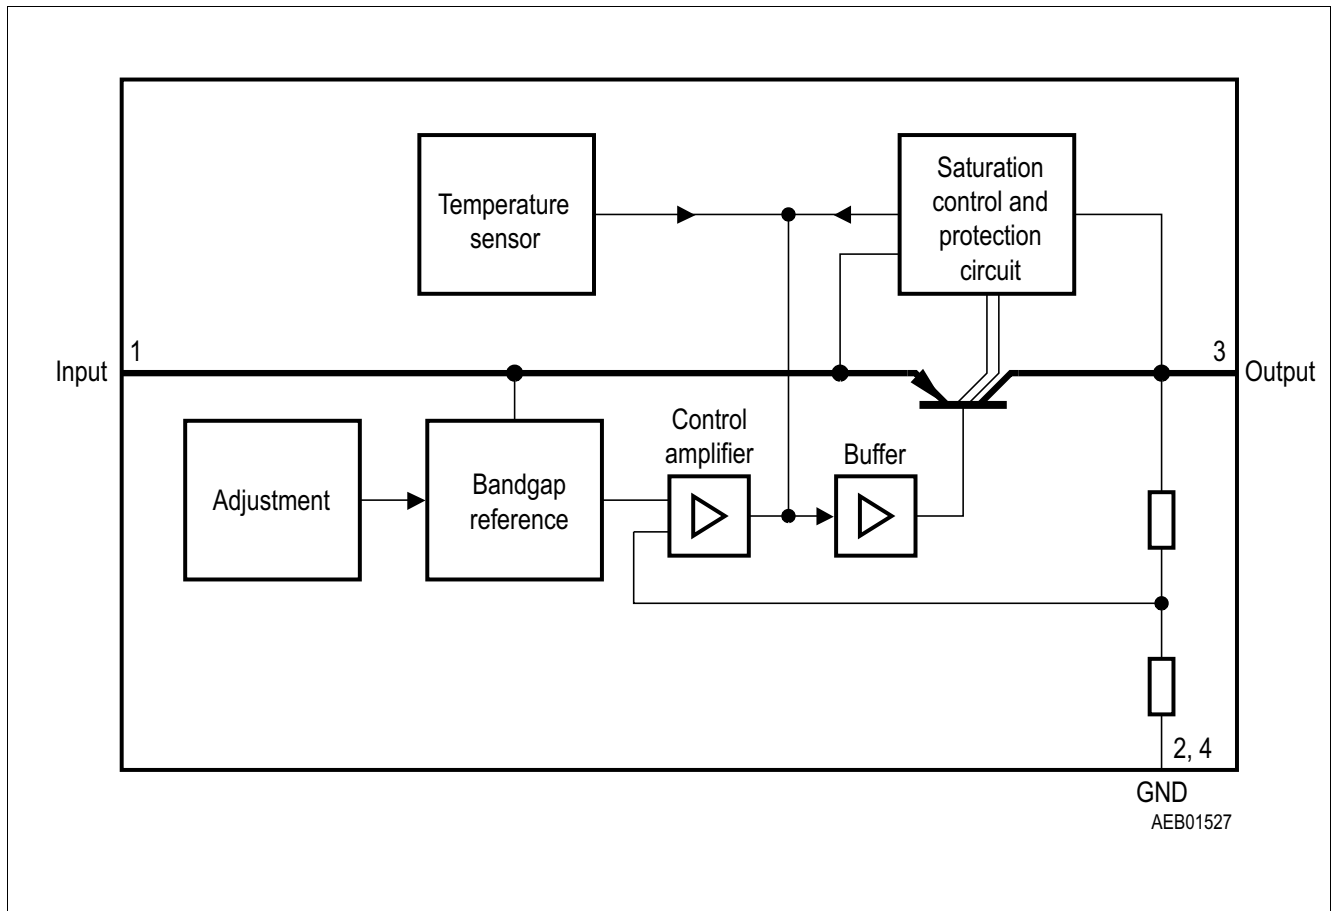 Temperature
sensor
Saturation
control and
protection
circuit
Input
1
3
Output
Adjustment
Bandgap
reference
Control
amplifier
Buffer
2, 4
GND
AEB01527